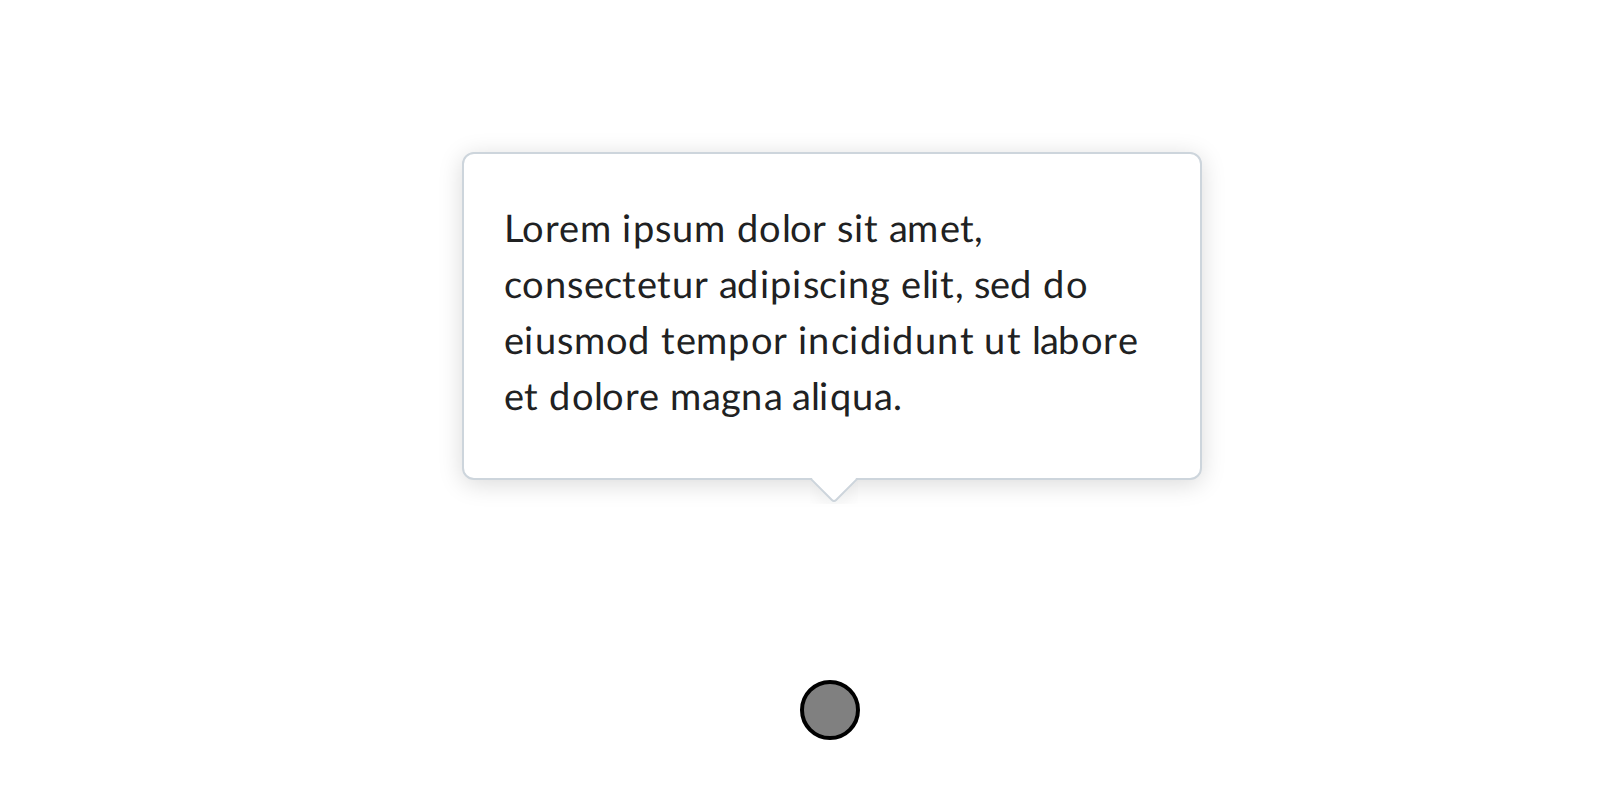 Lorem ipsum dolor sit amet,
consectetur adipiscing elit, sed do
eiusmod tempor incididunt ut labore
et dolore magna aliqua.